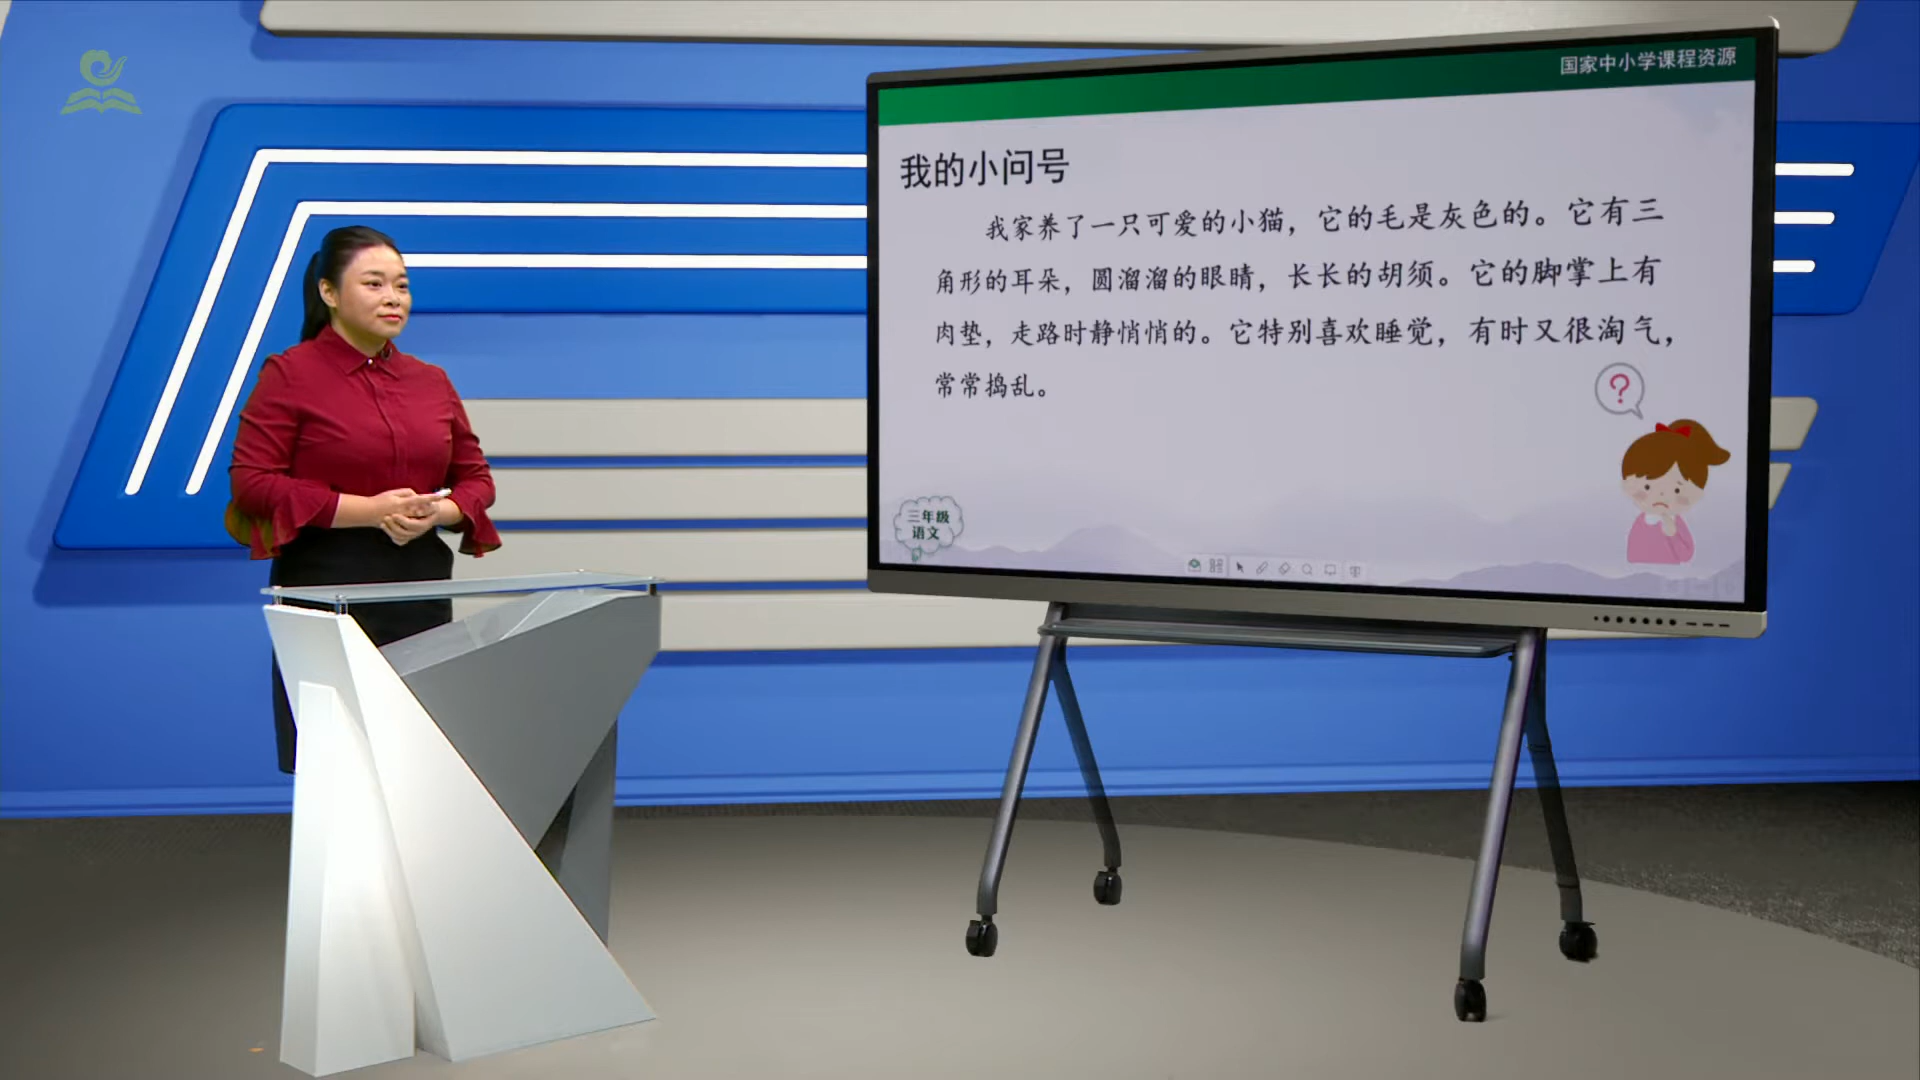 国家中小学课程资源
我的小问号
我家养了一只可爱的小猫，它的毛是灰色的。它有三
角形的耳朵，圆溜溜的眼睛，长长的胡须。它的脚掌上有
肉垫，走路时静悄悄的。它特别喜欢睡觉，有时又很淘气，
常常捣乱。
?
三年级
语文